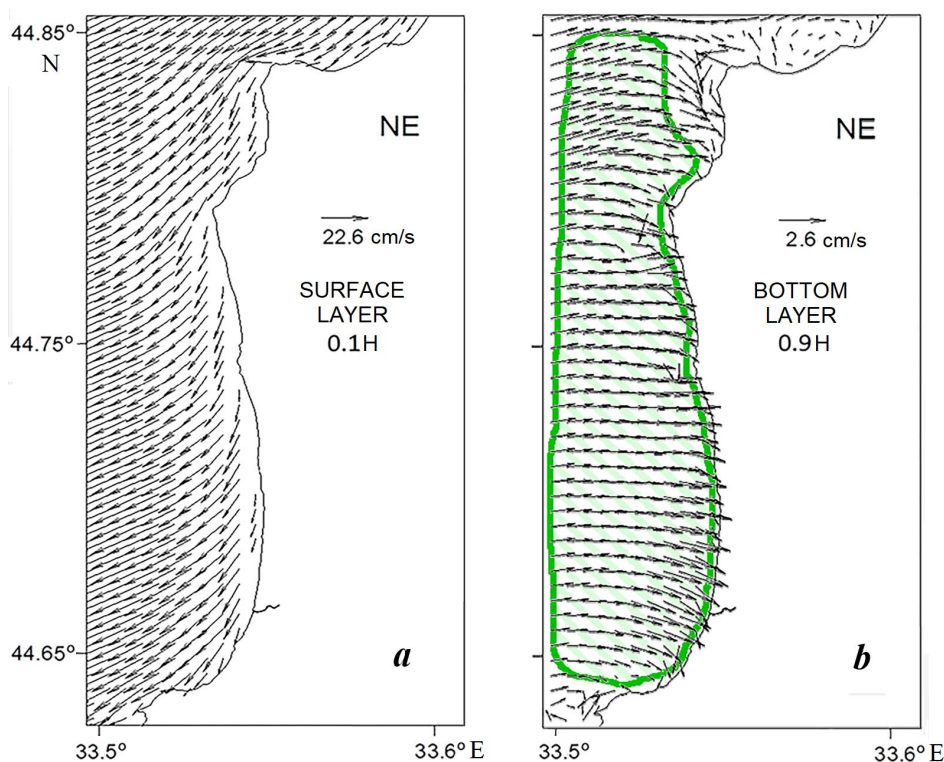 44.85°
N
NE
22.6 cm/s
SURFACE
LAYER
0.1H
44.75°
44.65°
a
33.5°
33.6° E
NE
2.6 cm/s
BOTTOM
LAYER
0.9H
b
33.5°
33.6° E